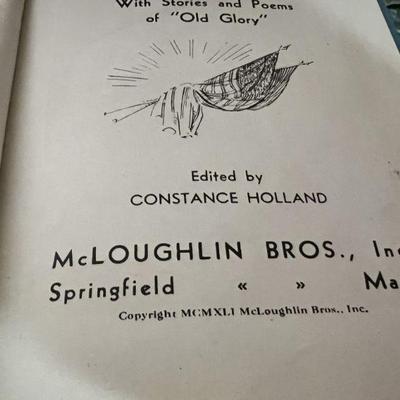 With Stories and Poems
of "Old Glory"
Edited by
CONSTANCE HOLLAND
McLOUGHLIN BROS., Inc
Springfield « » Ma
Copyright MCMXLI McLoughlin Bros., Inc.